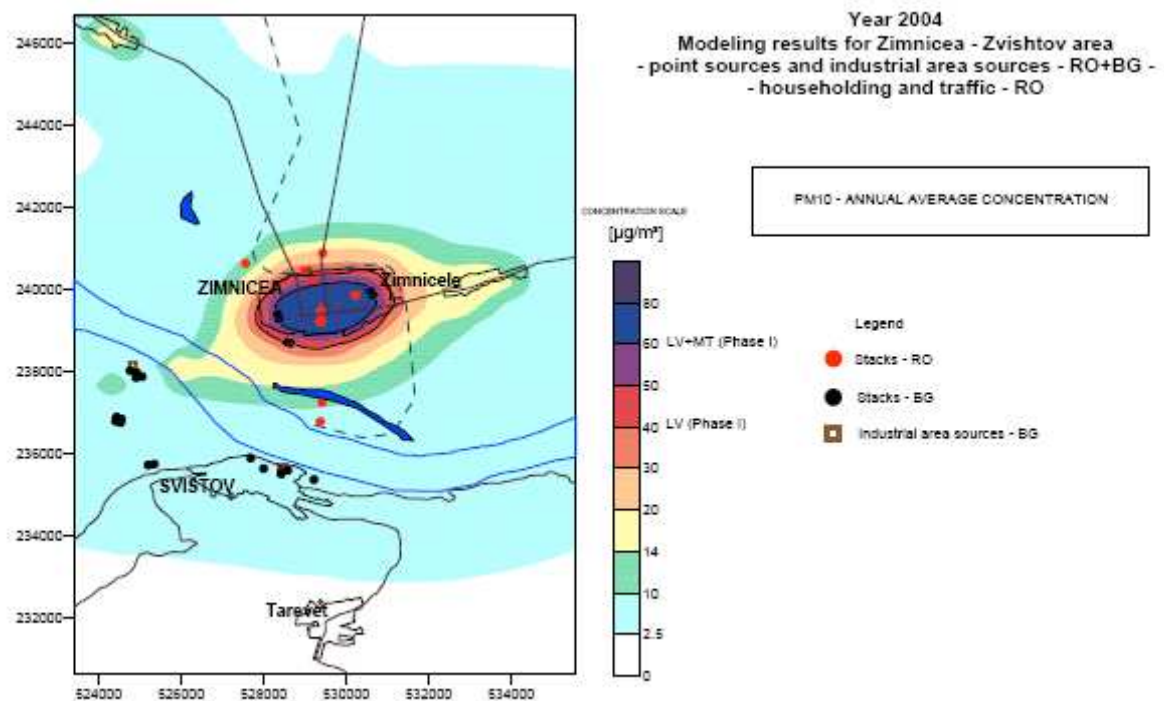 Year 2004
Modeling results for Zimnicea - Zvishtov area
- point sources and industrial area sources - RO+BG -
- householding and traffic - RO
PM10 - ANNUAL AVERAGE CONCENTRATION
CONCENTRATION SCALE
[µg/m³]
80
60
LV+MT (Phase I)
50
40
LV (Phase I)
30
20
14
10
2.5
0
Legend
Stacks - RO
Stacks - BG
Industrial area sources - BG
246000
244000
242000
240000
238000
236000
234000
232000
ZIMNICEA
Zimnicele
SVISTOV
Tarevet
524000
526000
528000
530000
532000
534000